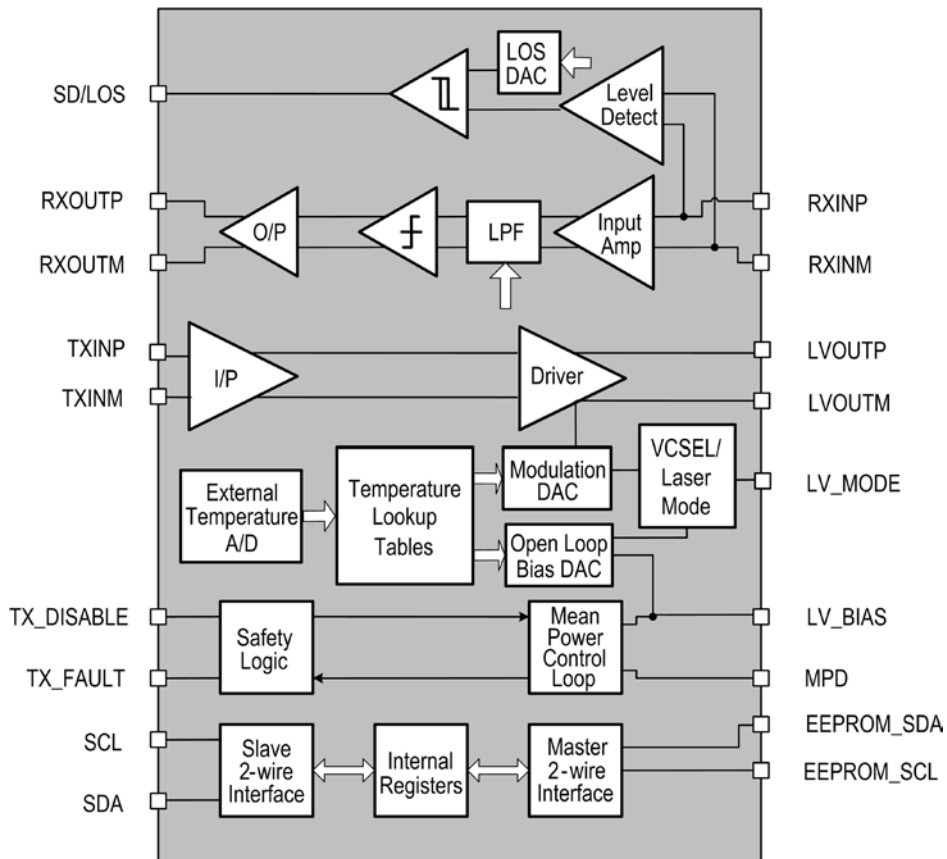 LOS
DAC
SD/LOS
Level
Detect
RXOUTP
RXINP
O/P
LPF
Input
Amp
RXOUTM
RXINM
TXINP
LVOUTP
I/P
Driver
TXINM
LVOUTM
External
Temperature
A/D
Temperature
Lookup
Tables
Modulation
DAC
VCSEL/
Laser
Mode
LV_MODE
Open Loop
Bias DAC
TX_DISABLE
LV_BIAS
Safety
Logic
Mean
Power
Control
Loop
TX_FAULT
MPD
EEPROM_SDA
SCL
Slave
2-wire
Interface
Internal
Registers
Master
2-wire
Interface
EEPROM_SCL
SDA